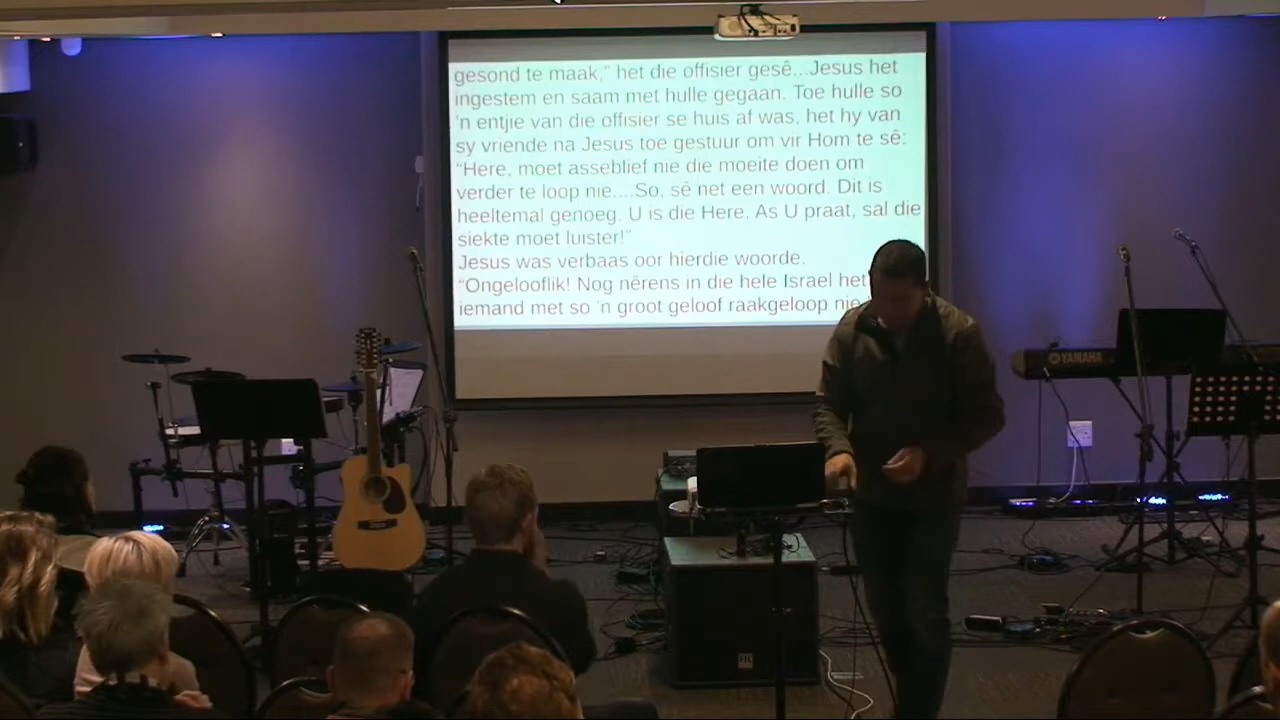 gesond te maak,” het die offisier gesê...Jesus het
ingestem en saam met hulle gegaan. Toe hulle so
’n entjie van die offisier se huis af was, het hy van
sy vriende na Jesus toe gestuur om vir Hom te sê:
“Here, moet asseblief nie die moeite doen om
verder te loop nie....So, sê net een woord. Dit is
heeltemal genoeg. U is die Here. As U praat, sal die
siekte moet luister!”
Jesus was verbaas oor hierdie woorde.
“Ongelooflik! Nog nêrens in die hele Israel het
iemand met so ’n groot geloof raakgeloop nie
YAMAHA